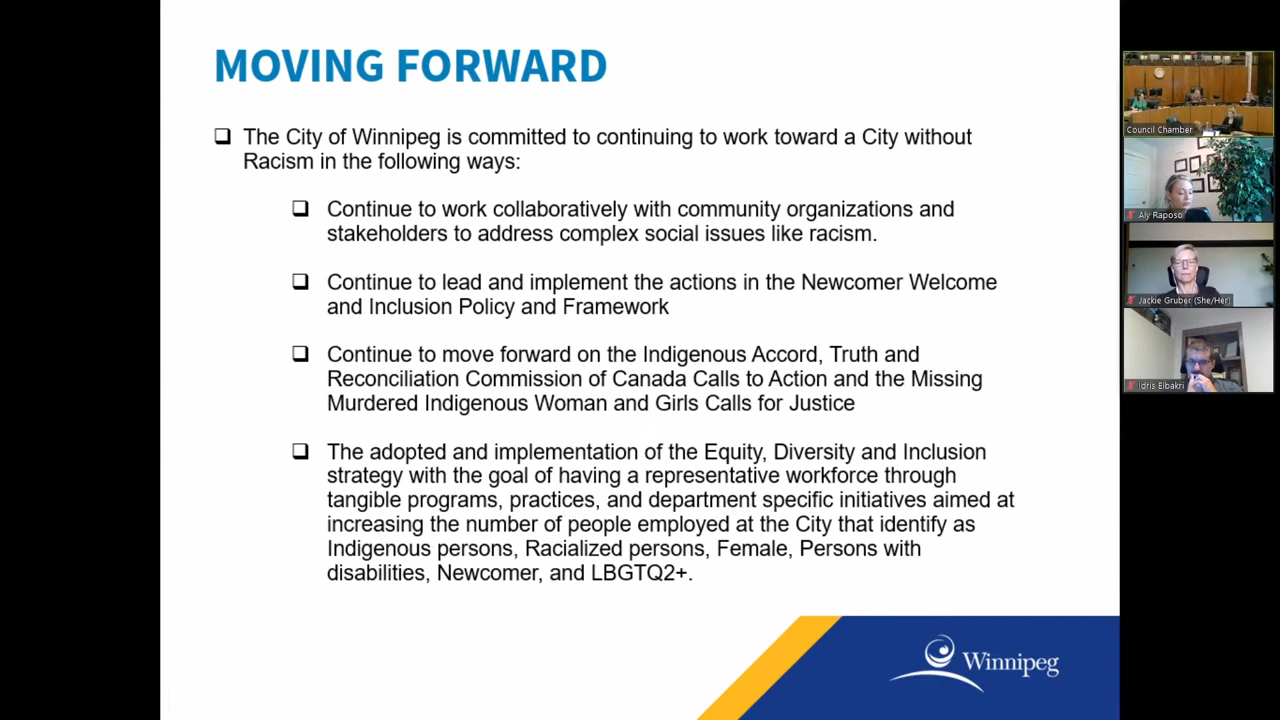 MOVING FORWARD
The City of Winnipeg is committed to continuing to work toward a City without
Racism in the following ways:
Continue to work collaboratively with community organizations and
stakeholders to address complex social issues like racism.
Continue to lead and implement the actions in the Newcomer Welcome
and Inclusion Policy and Framework
Continue to move forward on the Indigenous Accord, Truth and
Reconciliation Commission of Canada Calls to Action and the Missing
Murdered Indigenous Woman and Girls Calls for Justice
The adopted and implementation of the Equity, Diversity and Inclusion
strategy with the goal of having a representative workforce through
tangible programs, practices, and department specific initiatives aimed at
increasing the number of people employed at the City that identify as
Indigenous persons, Racialized persons, Female, Persons with
disabilities, Newcomer, and LBGTQ2+.
Winnipeg
Council Chamber
Aly Raposo
Jackie Gruber (She/Her)
Idris Elbakri